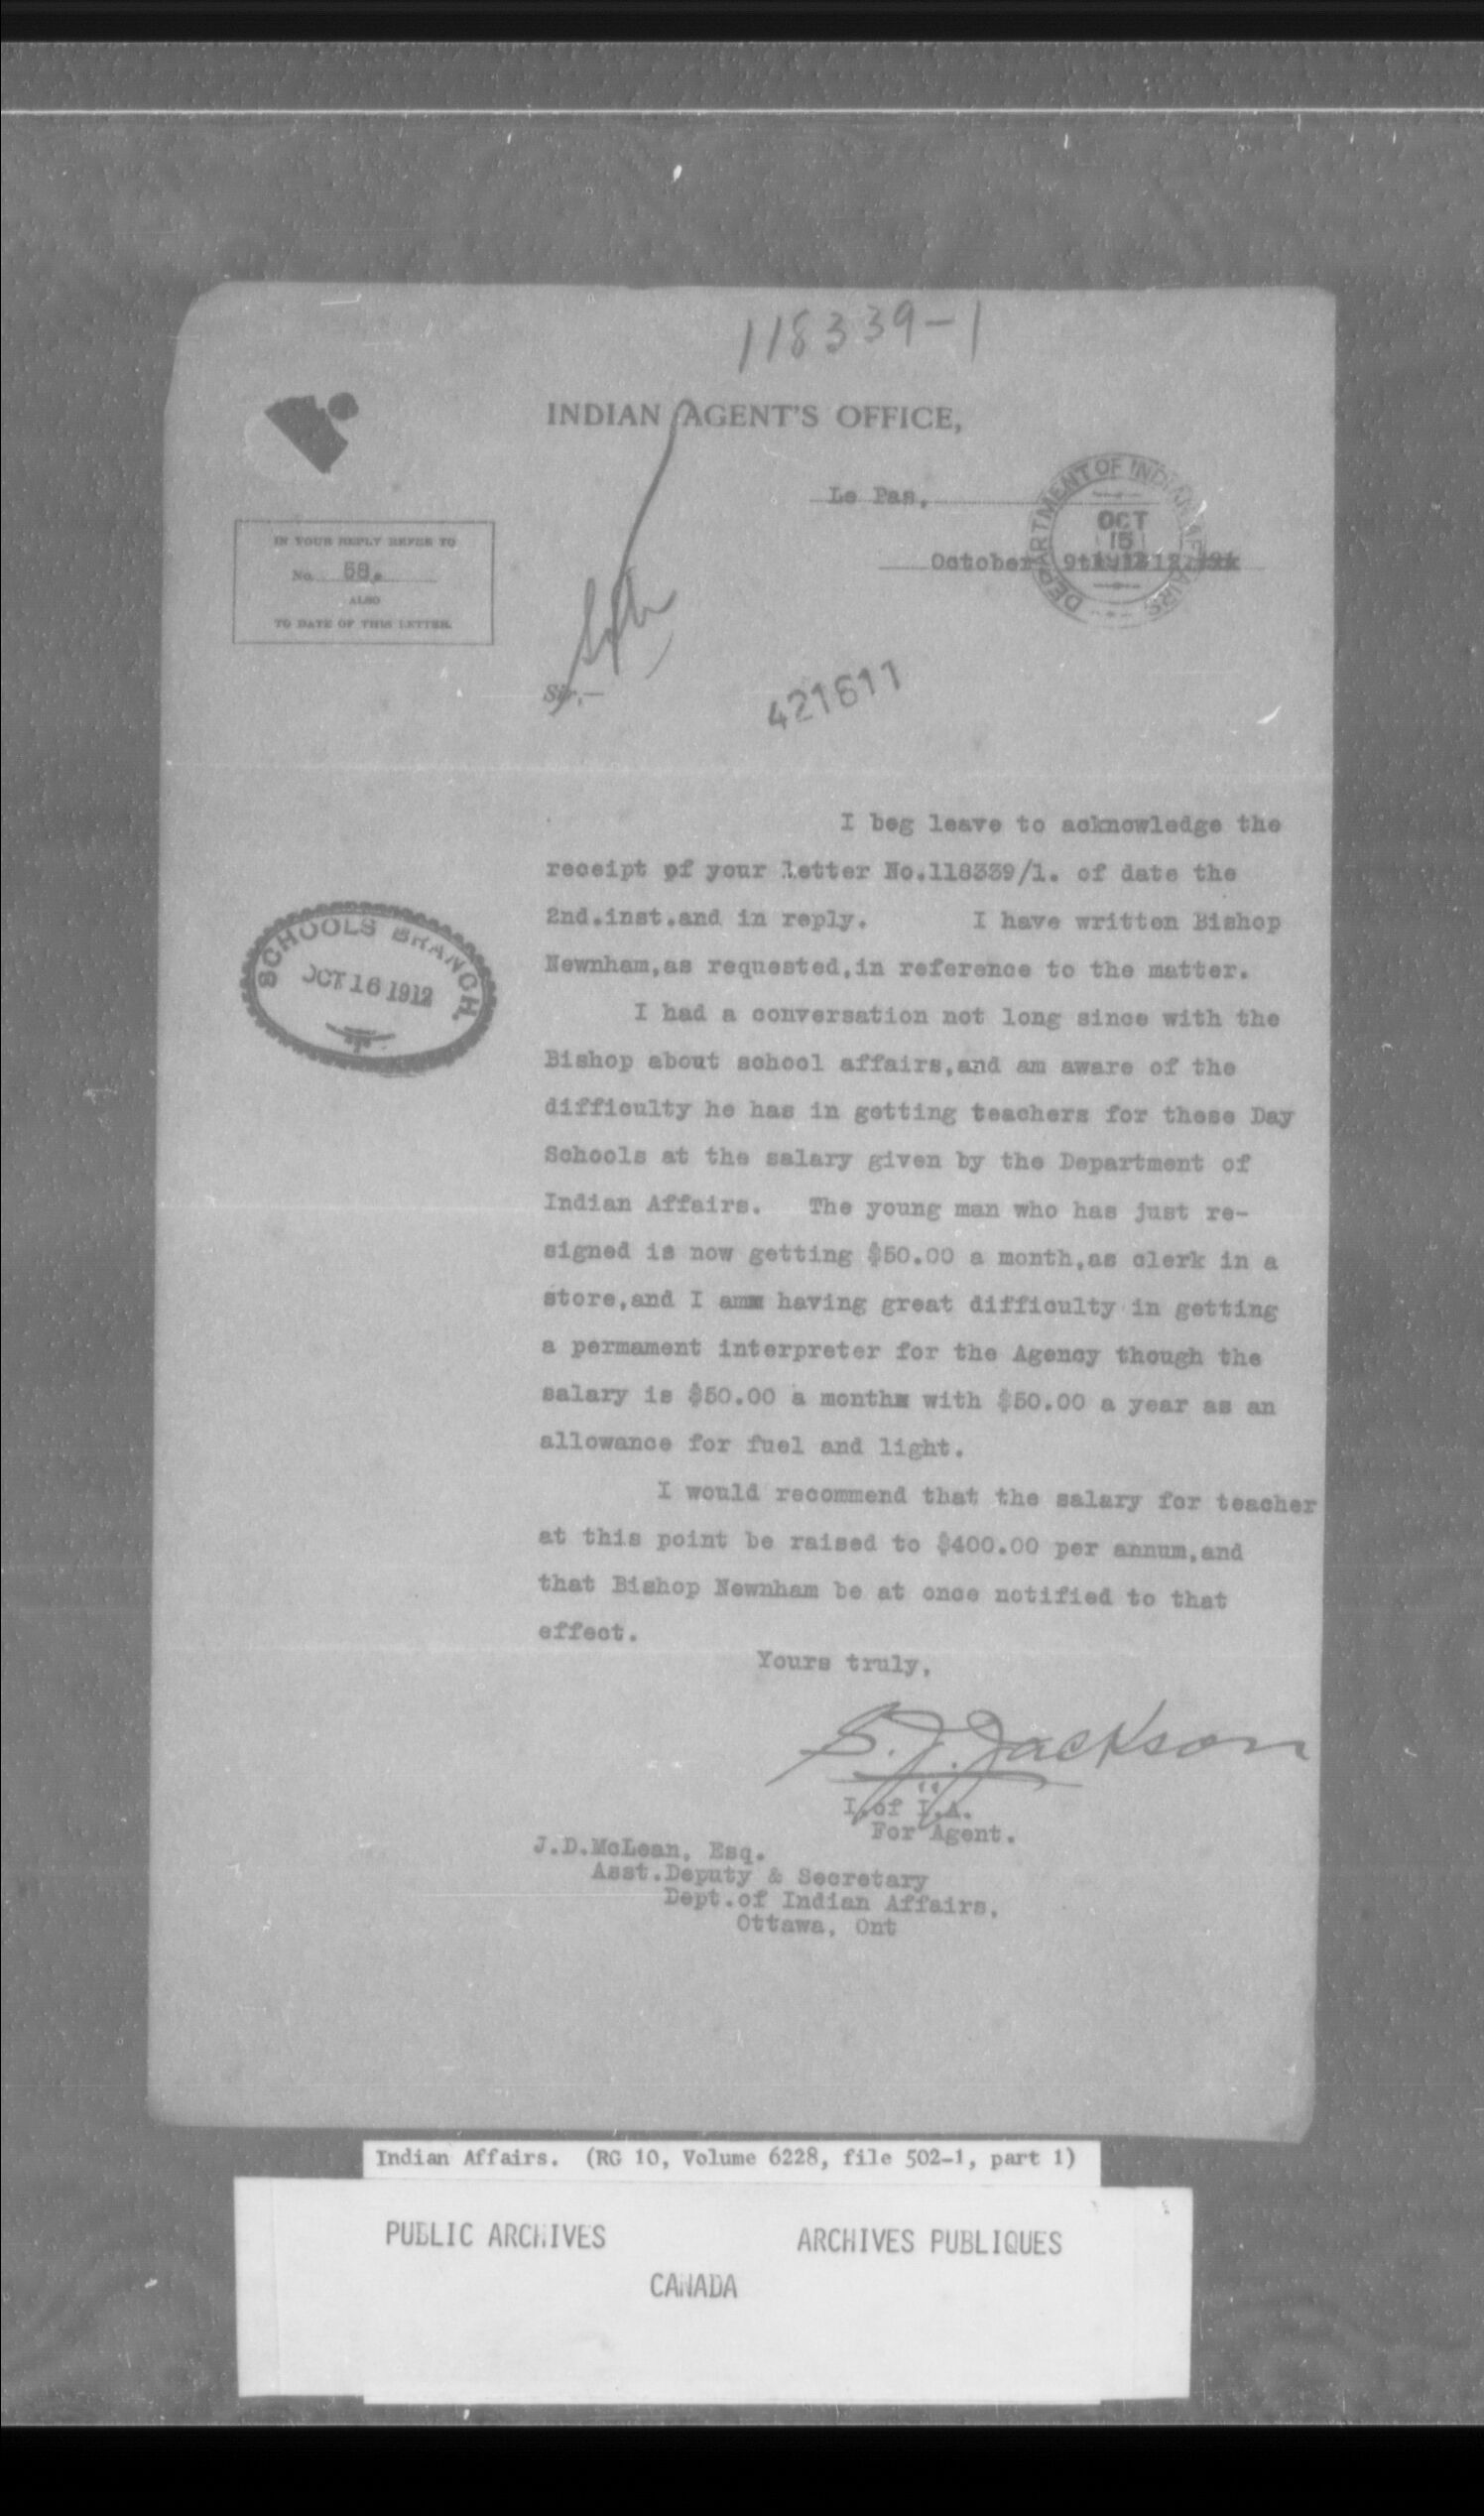 118339-1
INDIAN AGENT'S OFFICE,
Le Pas,
October 9th, 1912.
DEPARTMENT OF INDIAN AFFAIRS
OCT
15
IN YOUR REPLY REFER TO
No. 68.
ALSO
TO DATE OF THIS LETTER.
Sir,—
421611
I beg leave to acknowledge the
receipt of your letter No.118339/1. of date the
2nd.inst.and in reply. I have written Bishop
Newnham,as requested,in reference to the matter.
SCHOOLS BRANCH.
OCT 16 1912
I had a conversation not long since with the
Bishop about school affairs,and am aware of the
difficulty he has in getting teachers for these Day
Schools at the salary given by the Department of
Indian Affairs. The young man who has just re-
signed is now getting $50.00 a month,as clerk in a
store,and I am having great difficulty in getting
a permament interpreter for the Agency though the
salary is $50.00 a month with $50.00 a year as an
allowance for fuel and light.
I would recommend that the salary for teacher
at this point be raised to $400.00 per annum,and
that Bishop Newnham be at once notified to that
effect.
Yours truly,
S.J. Jackson
I.of I.A.
For Agent.
J.D.McLean, Esq.
Asst.Deputy & Secretary
Dept.of Indian Affairs,
Ottawa, Ont
Indian Affairs. (RG 10, Volume 6228, file 502-1, part 1)
PUBLIC ARCHIVES ARCHIVES PUBLIQUES
CANADA